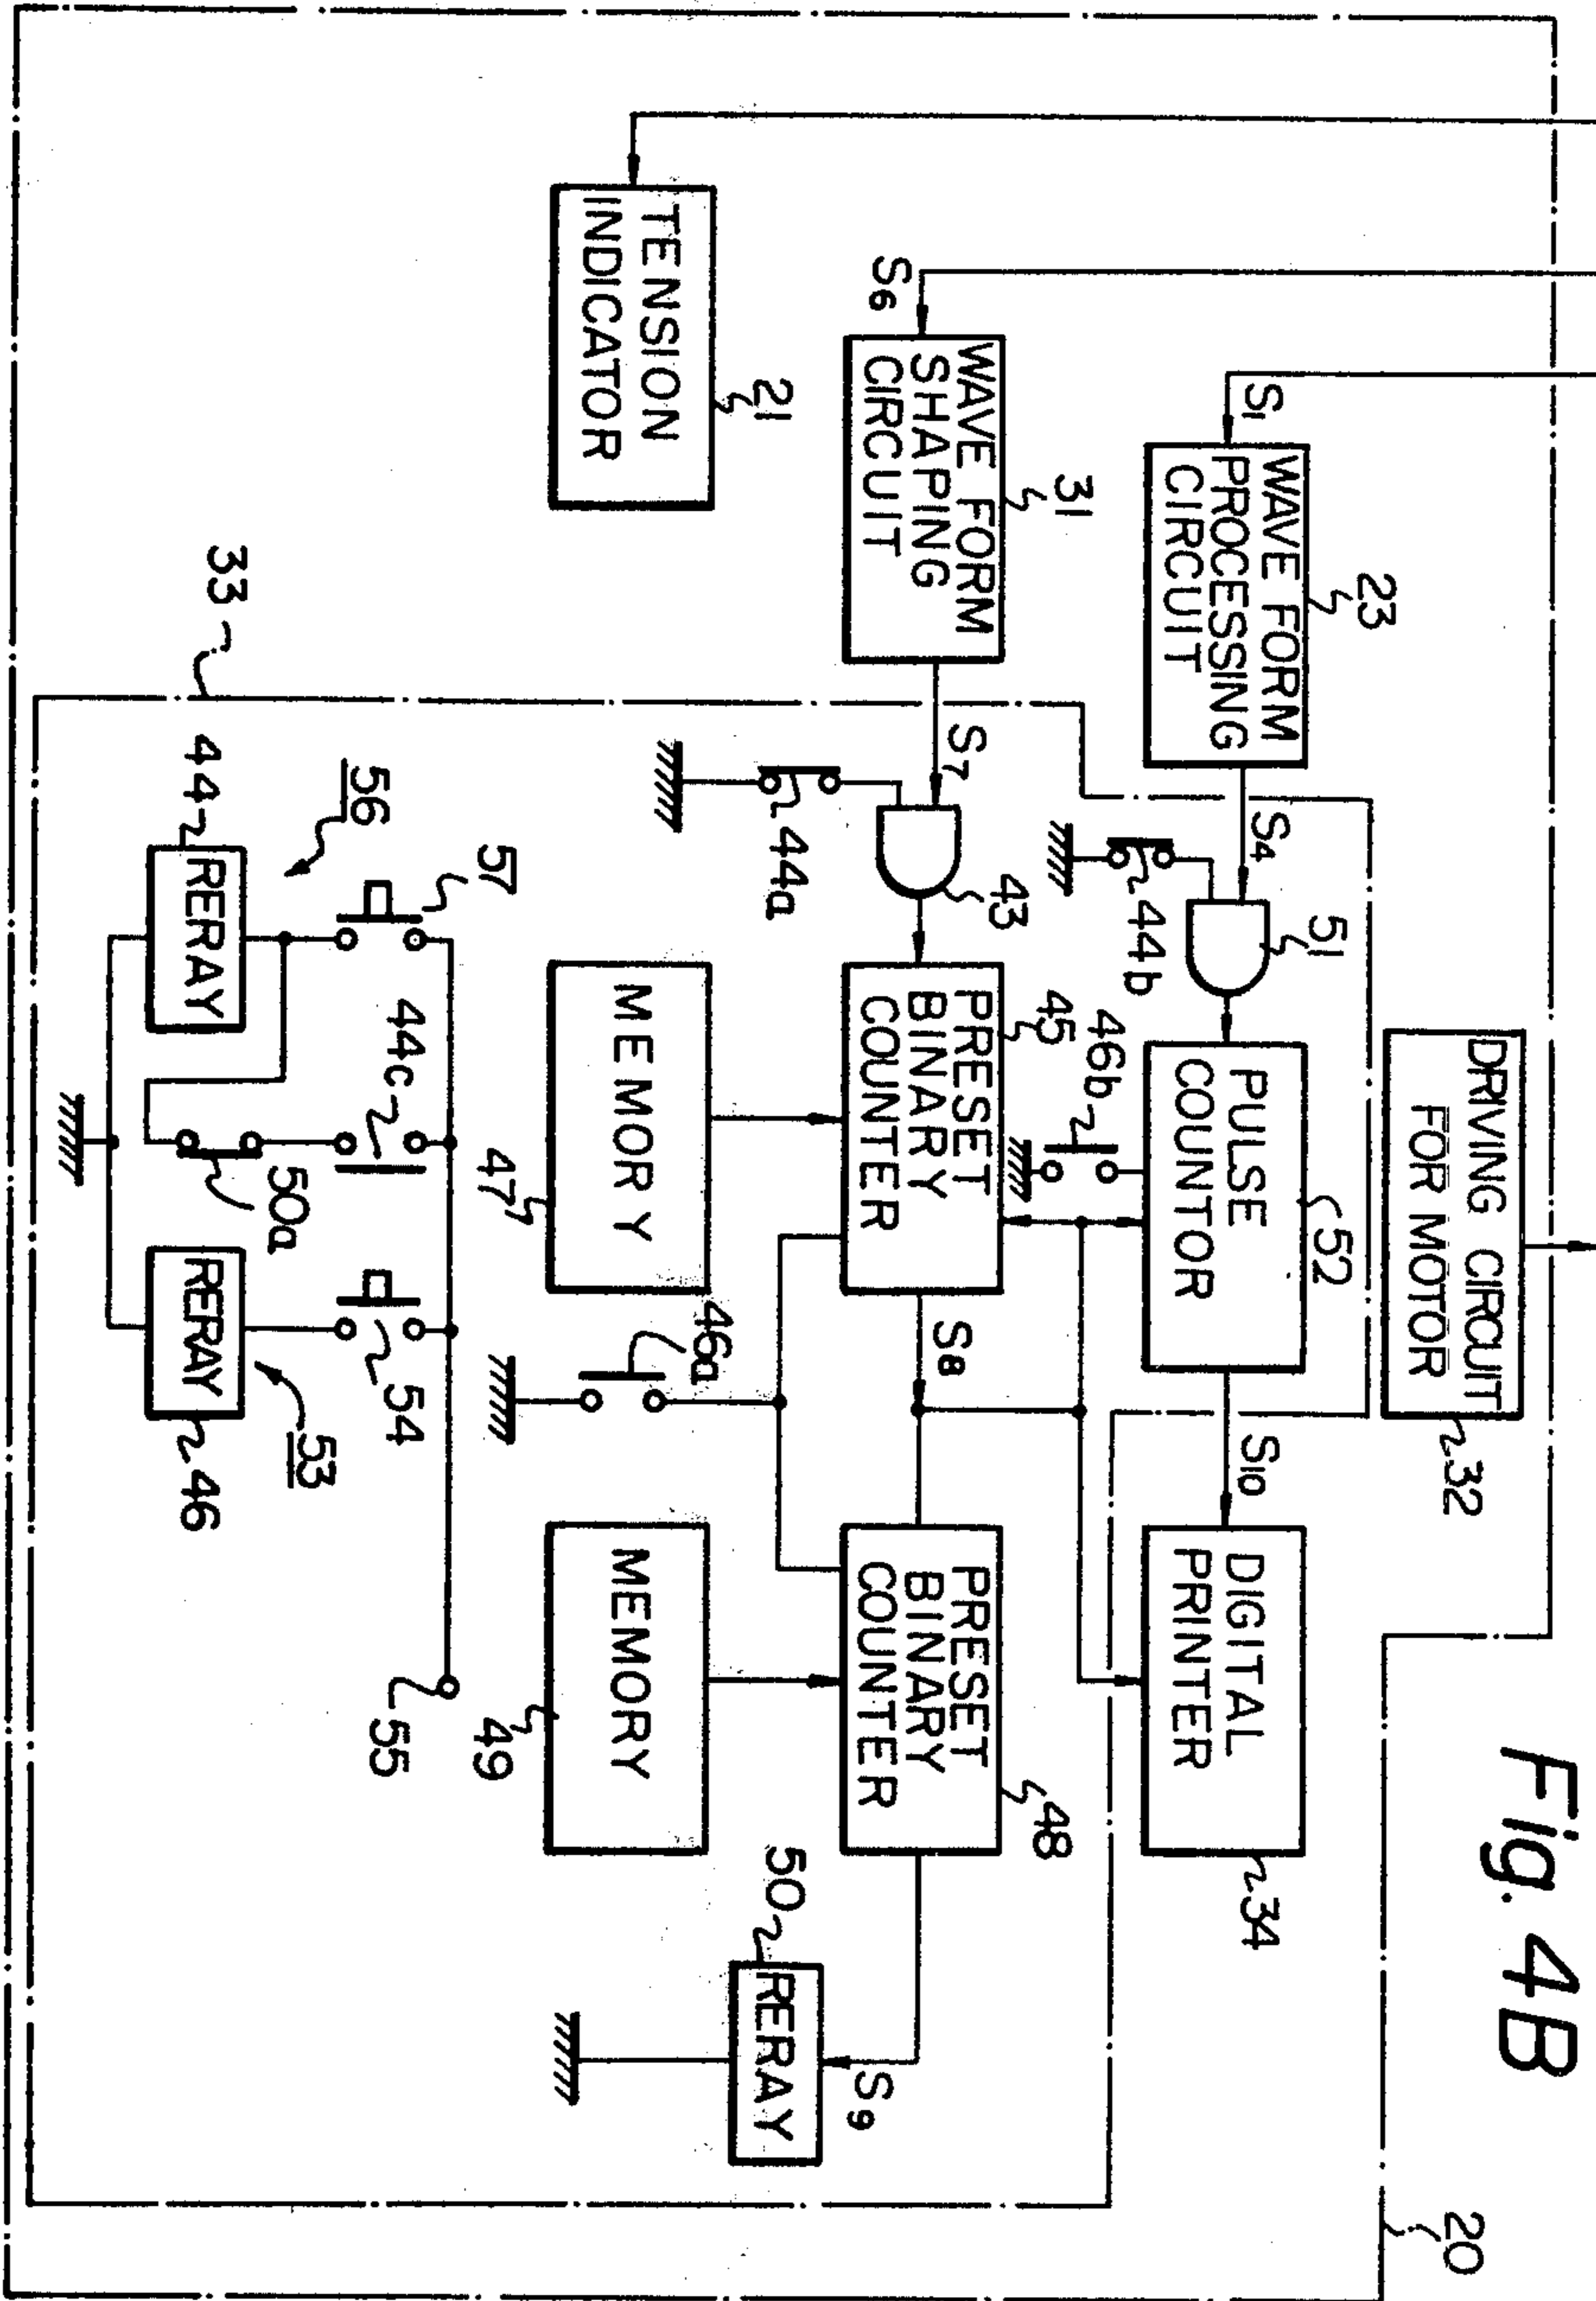 Fig. 4B
20
DRIVING CIRCUIT
FOR MOTOR
32
23
S1
WAVE FORM
PROCESSING
CIRCUIT
S4
51
44b
PULSE
COUNTOR
52
46b
S10
DIGITAL
PRINTER
34
S6
WAVE FORM
SHAPING
CIRCUIT
31
S7
43
44a
45
PRESET
BINARY
COUNTER
S8
PRESET
BINARY
COUNTER
48
S9
RERAY
50
TENSION
INDICATOR
21
MEMORY
47
46a
MEMORY
49
33
56
57
44
RERAY
44c
50a
54
53
RERAY
46
55